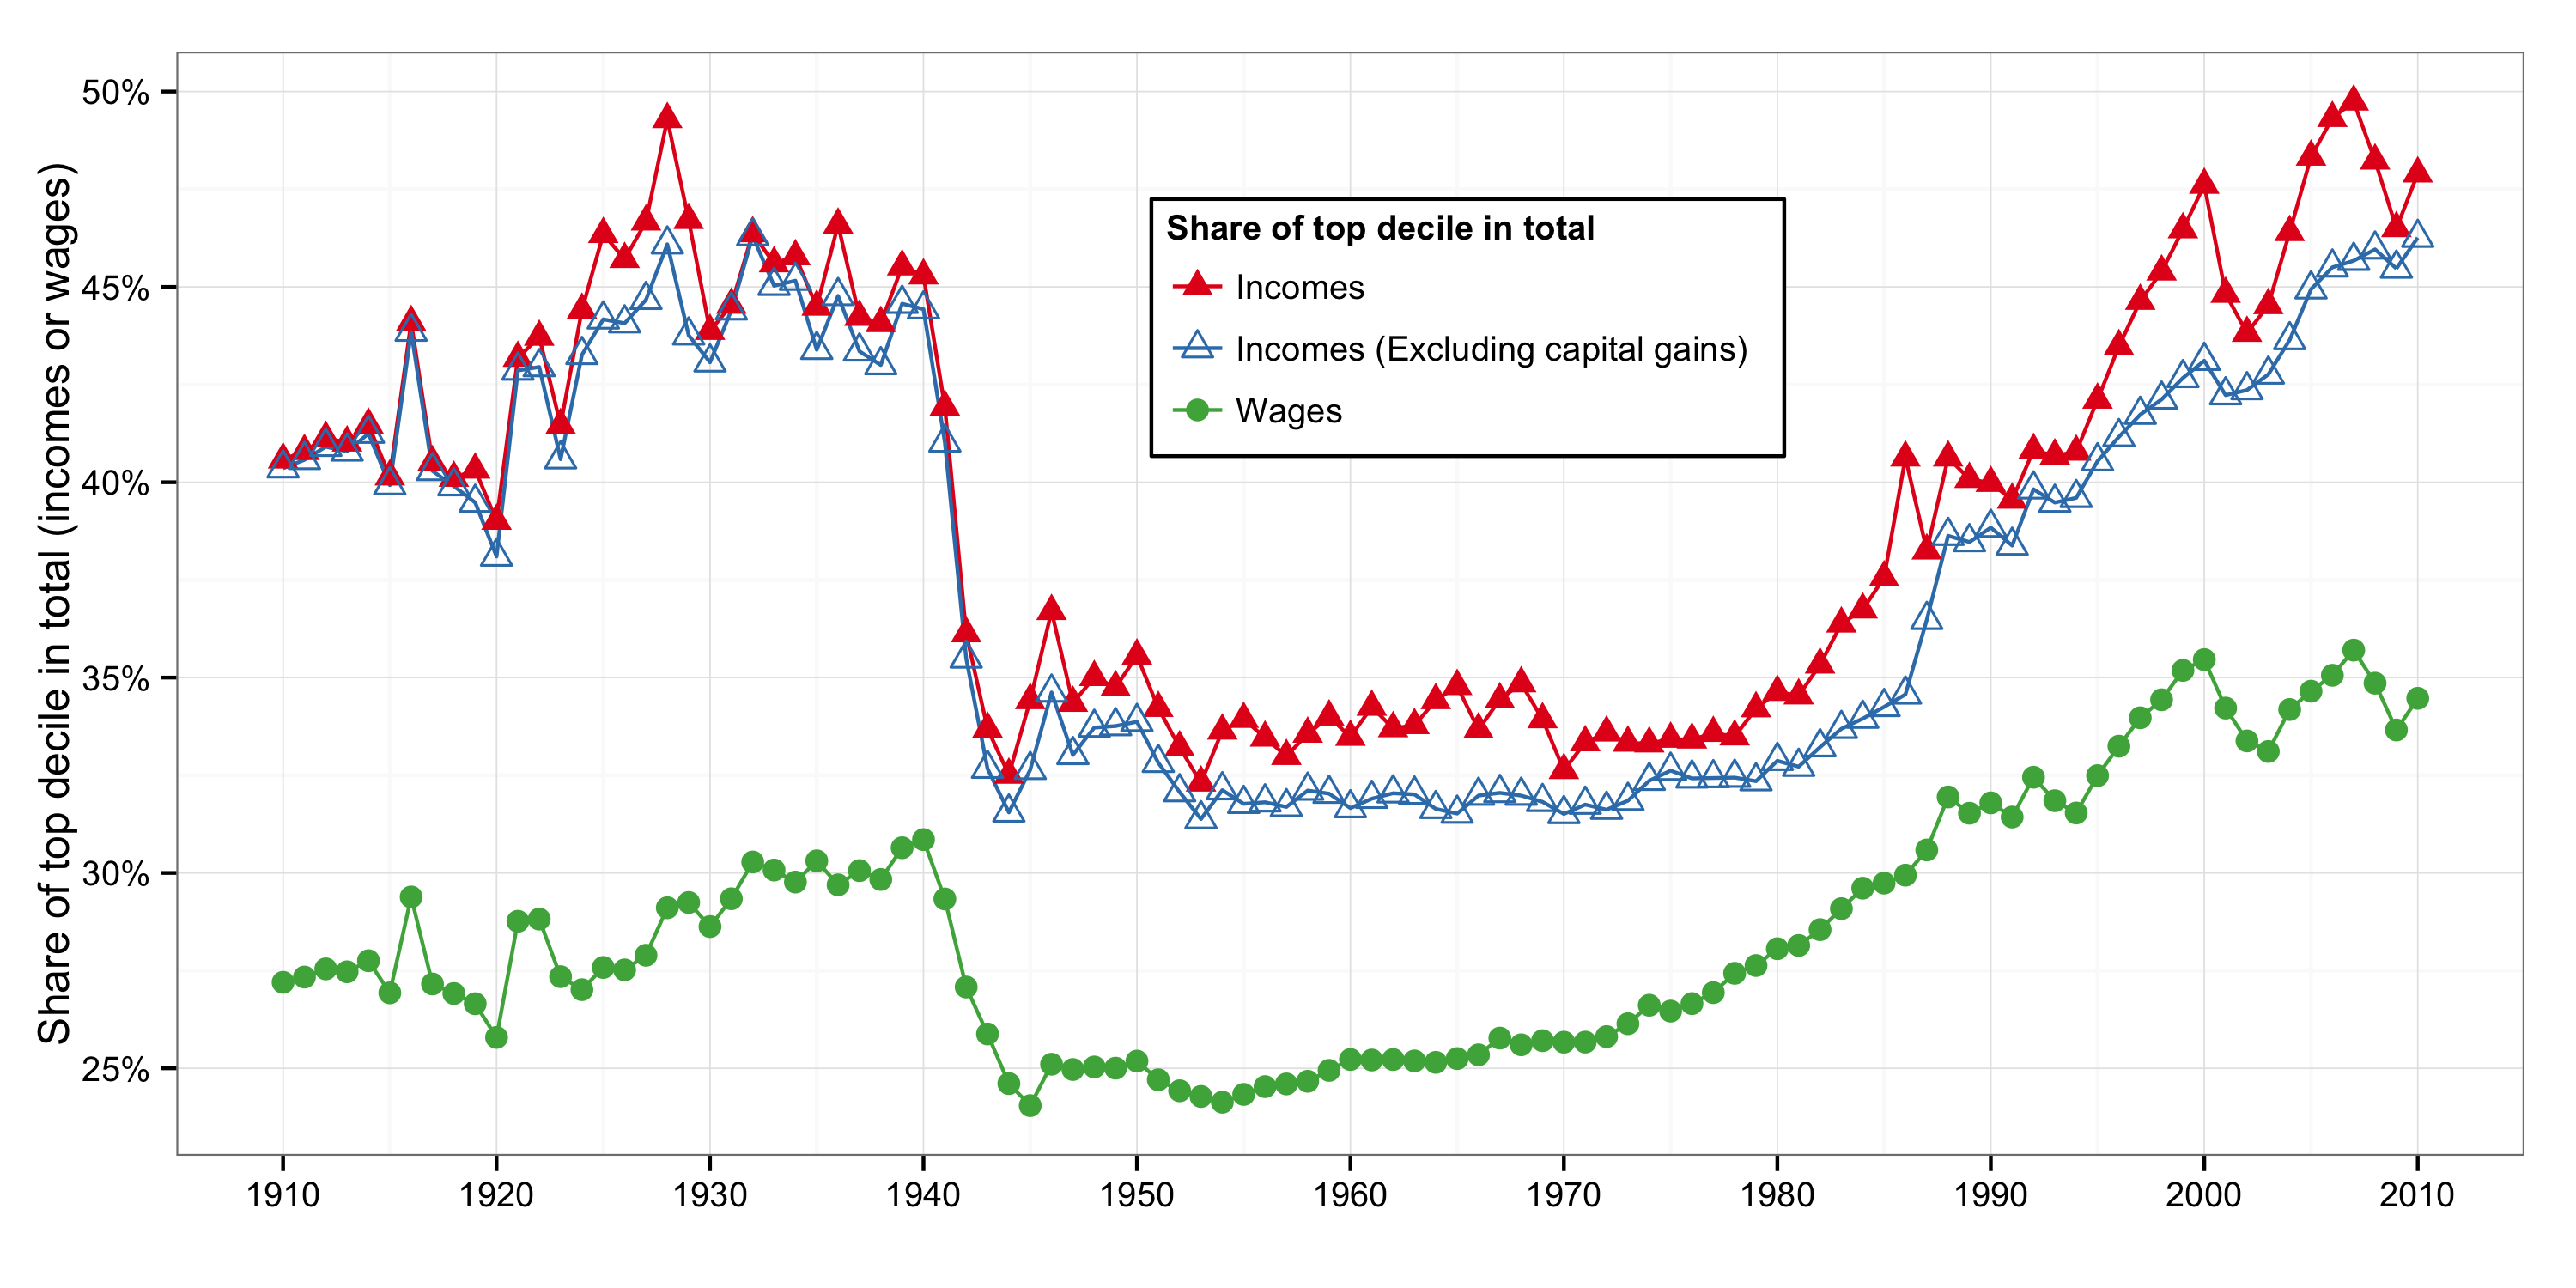 Share of top decile in total (incomes or wages)
50%
45%
40%
35%
30%
25%
Share of top decile in total
Incomes
Incomes (Excluding capital gains)
Wages
1910 1920 1930 1940 1950 1960 1970 1980 1990 2000 2010